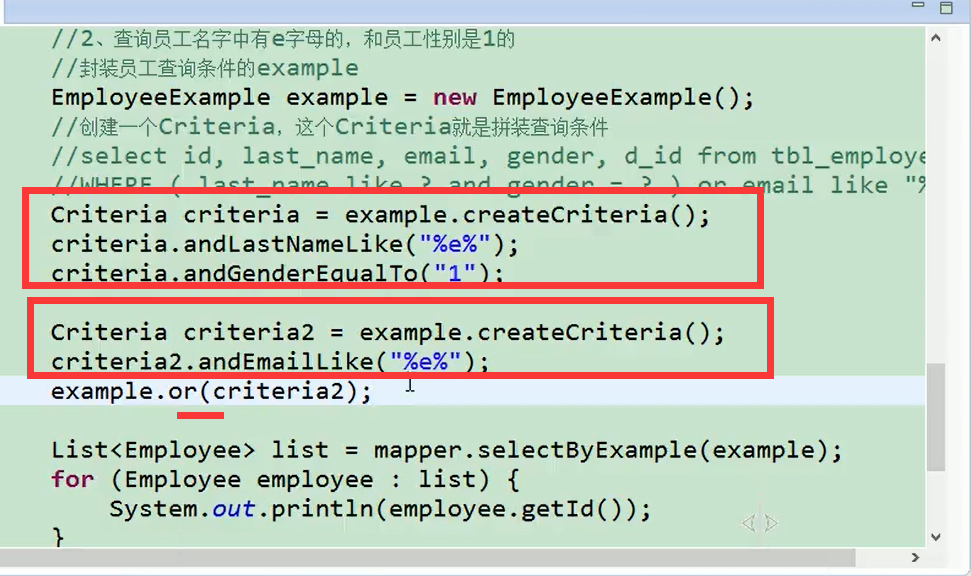 //2、查询员工名字中有e字母的，和员工性别是1的
//封装员工查询条件的example
EmployeeExample example = new EmployeeExample();
//创建一个Criteria，这个Criteria就是拼装查询条件
//select id, last_name, email, gender, d_id from tbl_employe
//WHERE ( last_name like ? and gender = ? ) or email like "%
Criteria criteria = example.createCriteria();
criteria.andLastNameLike("%e%");
criteria.andGenderEqualTo("1");
Criteria criteria2 = example.createCriteria();
criteria2.andEmailLike("%e%");
example.or(criteria2);
List<Employee> list = mapper.selectByExample(example);
for (Employee employee : list) {
System.out.println(employee.getId());
}